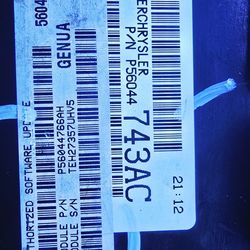 ERCHRYSLER
P/N P56044
743AC
21:12
5604
GENUA
P56044766AH
TEH27357UHV5
THORIZED SOFTWARE UPDATE
ODULE P/N
ODULE S/N